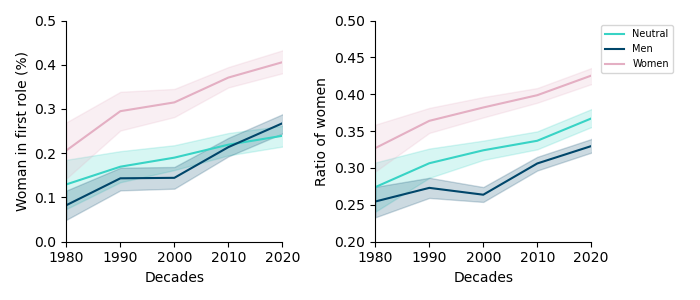 Woman in first role (%)
0.5
0.4
0.3
0.2
0.1
0.0
1980 1990 2000 2010 2020
Decades
Ratio of women
0.50
0.45
0.40
0.35
0.30
0.25
0.20
1980 1990 2000 2010 2020
Decades
Neutral
Men
Women